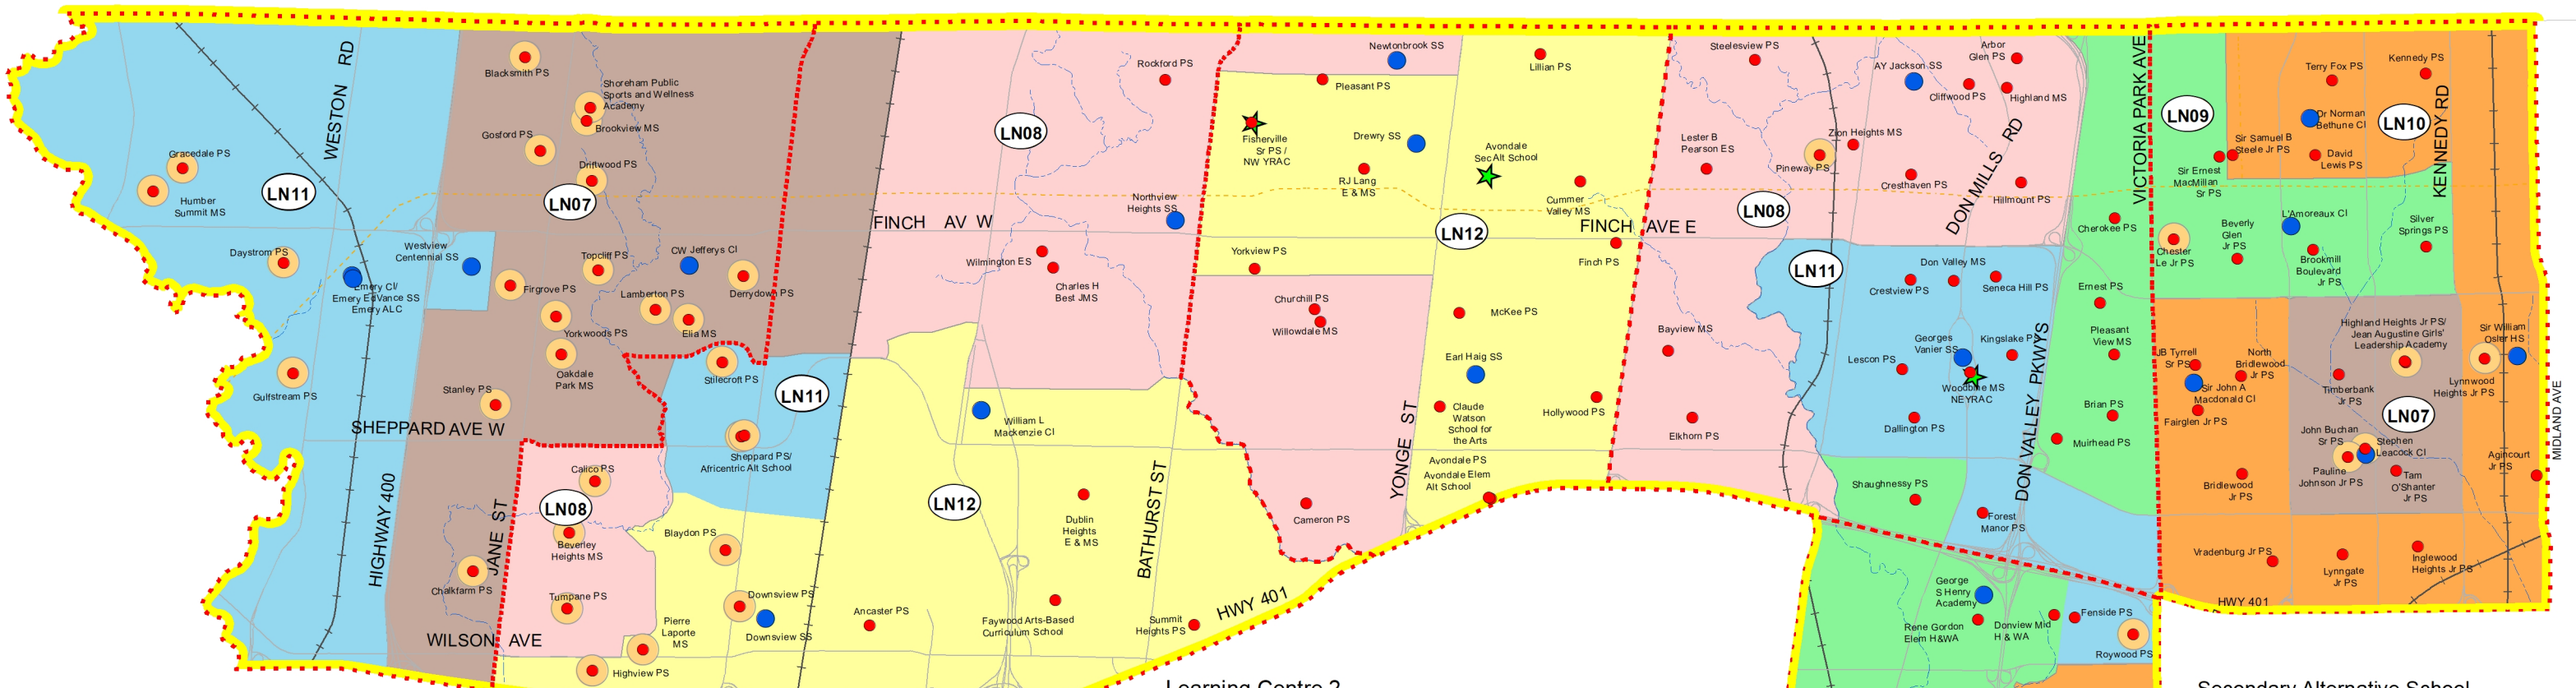 WESTON RD
Blacksmith PS
Shoreham Public
Sports and Wellness
Academy
Brookview MS
Gosford PS
Driftwood PS
Gracedale PS
Humber
Summit MS
LN11
LN07
Daystrom PS
Westview
Centennial SS
Emery CI/
Emery EdVance SS
Emery ALC
Firgrove PS
Topcliff PS
CW Jefferys CI
Lamberton PS
Derrydown PS
Elia MS
Yorkwoods PS
Oakdale
Park MS
Gulfstream PS
Stanley PS
Stilecroft PS
LN11
SHEPPARD AVE W
Sheppard PS/
Africentric Alt School
HIGHWAY 400
JANE ST
Calico PS
LN08
Beverley
Heights MS
Chalkfarm PS
Tumpane PS
WILSON AVE
Blaydon PS
Pierre
Laporte
MS
Highview PS
Downsview PS
Downsview SS
Rockford PS
LN08
Northview
Heights SS
FINCH AV W
Wilmington ES
Charles H
Best JMS
William L
Mackenzie CI
LN12
Dublin
Heights
E & MS
BATHURST ST
Ancaster PS
Faywood Arts-Based
Curriculum School
Summit
Heights PS
HWY 401
Newtonbrook SS
Pleasant PS
Lillian PS
Fisherville
Sr PS /
NW YRAC
Drewry SS
RJ Lang
E & MS
Avondale
Sec Alt School
Cummer
Valley MS
LN12
FINCH AVE E
Yorkview PS
Finch PS
Churchill PS
Willowdale MS
McKee PS
Earl Haig SS
Claude
Watson
School for
the Arts
Hollywood PS
YONGE ST
Avondale PS
Avondale Elem
Alt School
Cameron PS
Steelesview PS
AY Jackson SS
Arbor
Glen PS
Cliffwood PS
Highland MS
Lester B
Pearson ES
Zion Heights MS
Pineway PS
Cresthaven PS
Hillmount PS
DON MILLS RD
LN08
LN11
Don Valley MS
Crestview PS
Seneca Hill PS
Bayview MS
Georges
Vanier SS
Kingslake PS
Lescon PS
Woodbine MS
NEYRAC
Elkhorn PS
Dallington PS
DON VALLEY PKWYS
Shaughnessy PS
Forest
Manor PS
George
S Henry
Academy
Rene Gordon
Elem H&WA
Donview Mid
H & WA
Fenside PS
Roywood PS
VICTORIA PARK AVE
LN09
Cherokee PS
Ernest PS
Pleasant
View MS
Brian PS
Muirhead PS
Terry Fox PS
Kennedy PS
Dr Norman
Bethune CI
LN10
KENNEDY RD
Sir Samuel B
Steele Jr PS
David
Lewis PS
Sir Ernest
MacMillan
Sr PS
Chester
Le Jr PS
Beverly
Glen
Jr PS
L'Amoreaux CI
Brookmill
Boulevard
Jr PS
Silver
Springs PS
JB Tyrrell
Sr PS
North
Bridlewood
Jr PS
Sir John A
Macdonald CI
Fairglen Jr PS
Highland Heights Jr PS/
Jean Augustine Girls'
Leadership Academy
Sir William
Osler HS
Timberbank
Jr PS
Lynnwood
Heights Jr PS
LN07
John Buchan
Sr PS
Stephen
Leacock CI
Pauline
Johnson Jr PS
Tam
O'Shanter
Jr PS
Agincourt
Jr PS
MIDLAND AVE
Bridlewood
Jr PS
Vradenburg Jr PS
Lynngate
Jr PS
Inglewood
Heights Jr PS
HWY 401
Learning Centre 2
Secondary Alternative School